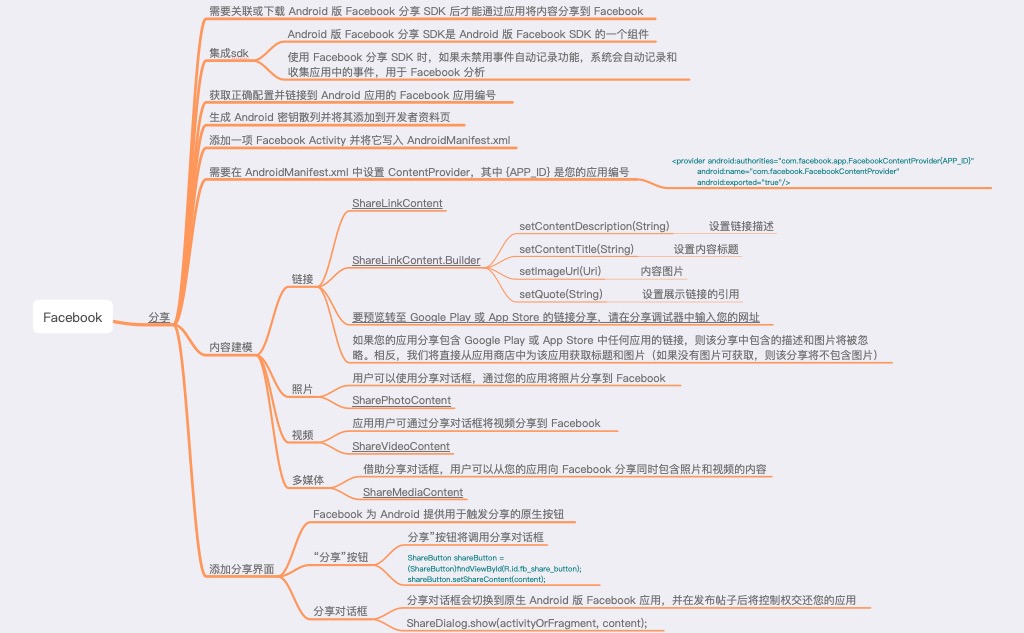 需要关联或下载 Android 版 Facebook 分享 SDK 后才能通过应用将内容分享到 Facebook
集成sdk
Android 版 Facebook 分享 SDK是 Android 版 Facebook SDK 的一个组件
使用 Facebook 分享 SDK 时，如果未禁用事件自动记录功能，系统会自动记录和
收集应用中的事件，用于 Facebook 分析
获取正确配置并链接到 Android 应用的 Facebook 应用编号
生成 Android 密钥散列并将其添加到开发者资料页
添加一项 Facebook Activity 并将它写入 AndroidManifest.xml
需要在 AndroidManifest.xml 中设置 ContentProvider，其中 {APP_ID} 是您的应用编号
<provider android:authorities="com.facebook.app.FacebookContentProvider{APP_ID}"
android:name="com.facebook.FacebookContentProvider"
android:exported="true"/>
Facebook
分享
内容建模
链接
ShareLinkContent
ShareLinkContent.Builder
setContentDescription(String) 设置链接描述
setContentTitle(String) 设置内容标题
setImageUrl(Uri) 内容图片
setQuote(String) 设置展示链接的引用
要预览转至 Google Play 或 App Store 的链接分享，请在分享调试器中输入您的网址
如果您的应用分享包含 Google Play 或 App Store 中任何应用的链接，则该分享中包含的描述和图片将被忽
略。相反，我们将直接从应用商店中为该应用获取标题和图片（如果没有图片可获取，则该分享将不包含图片）
照片
用户可以使用分享对话框，通过您的应用将照片分享到 Facebook
SharePhotoContent
视频
应用用户可通过分享对话框将视频分享到 Facebook
ShareVideoContent
多媒体
借助分享对话框，用户可以从您的应用向 Facebook 分享同时包含照片和视频的内容
ShareMediaContent
添加分享界面
Facebook 为 Android 提供用于触发分享的原生按钮
“分享”按钮
分享”按钮将调用分享对话框
ShareButton shareButton =
(ShareButton)findViewById(R.id.fb_share_button);
shareButton.setShareContent(content);
分享对话框
分享对话框会切换到原生 Android 版 Facebook 应用，并在发布帖子后将控制权交还您的应用
ShareDialog.show(activityOrFragment, content);